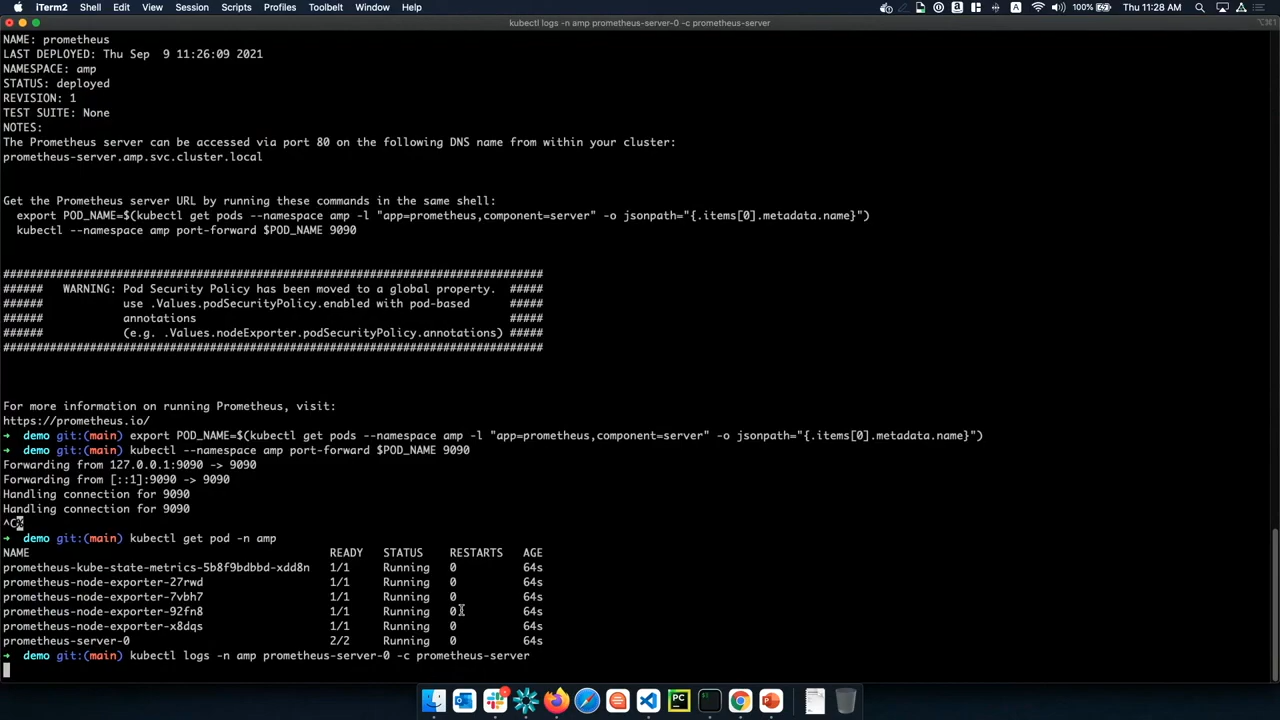 iTerm2 Shell Edit View Session Scripts Profiles Toolbelt Window Help 100% Thu 11:28 AM
kubectl logs -n amp prometheus-server-0 -c prometheus-server
NAME: prometheus
LAST DEPLOYED: Thu Sep  9 11:26:09 2021
NAMESPACE: amp
STATUS: deployed
REVISION: 1
TEST SUITE: None
NOTES:
The Prometheus server can be accessed via port 80 on the following DNS name from within your cluster:
prometheus-server.amp.svc.cluster.local
Get the Prometheus server URL by running these commands in the same shell:
export POD_NAME=$(kubectl get pods --namespace amp -l "app=prometheus,component=server" -o jsonpath="{.items[0].metadata.name}")
kubectl --namespace amp port-forward $POD_NAME 9090
#################################################################################
######   WARNING: Pod Security Policy has been moved to a global property.  #####
######            use .Values.podSecurityPolicy.enabled with pod-based      #####
######            annotations                                               #####
######            (e.g. .Values.nodeExporter.podSecurityPolicy.annotations) #####
#################################################################################
For more information on running Prometheus, visit:
https://prometheus.io/
➜  demo git:(main) export POD_NAME=$(kubectl get pods --namespace amp -l "app=prometheus,component=server" -o jsonpath="{.items[0].metadata.name}")
➜  demo git:(main) kubectl --namespace amp port-forward $POD_NAME 9090
Forwarding from 127.0.0.1:9090 -> 9090
Forwarding from [::1]:9090 -> 9090
Handling connection for 9090
Handling connection for 9090
^C%
➜  demo git:(main) kubectl get pod -n amp
NAME READY STATUS RESTARTS AGE
prometheus-kube-state-metrics-5b8f9bdbbd-xdd8n 1/1 Running 0 64s
prometheus-node-exporter-27rwd 1/1 Running 0 64s
prometheus-node-exporter-7vbh7 1/1 Running 0 64s
prometheus-node-exporter-92fn8 1/1 Running 0 64s
prometheus-node-exporter-x8dqs 1/1 Running 0 64s
prometheus-server-0 2/2 Running 0 64s
➜  demo git:(main) kubectl logs -n amp prometheus-server-0 -c prometheus-server